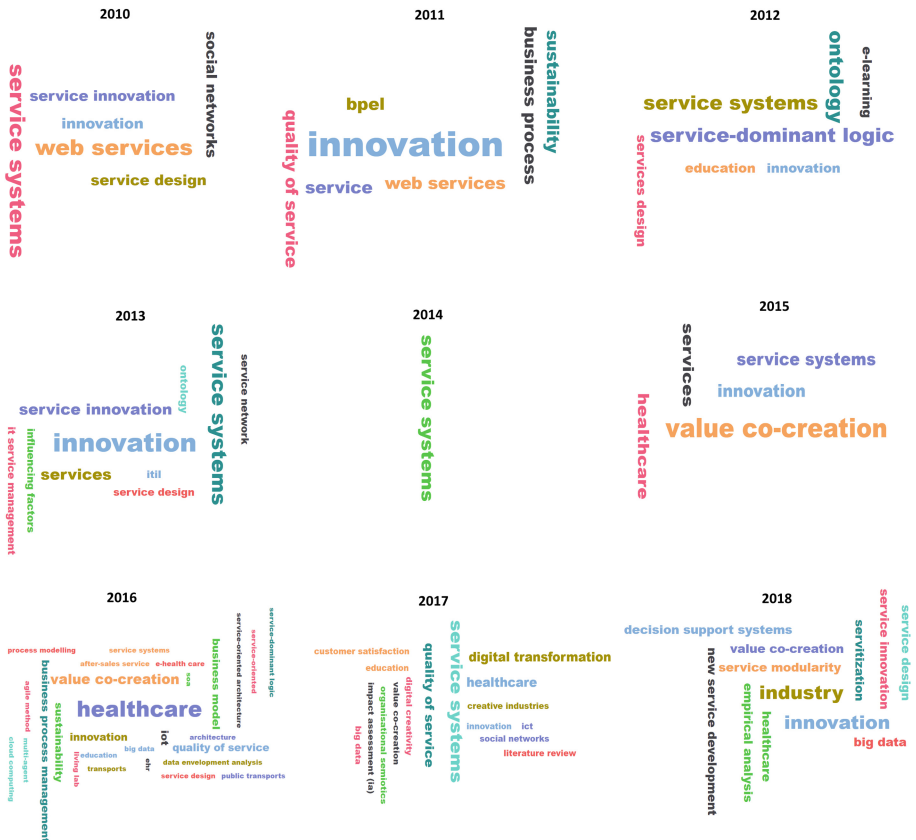 2010
social networks
service systems
service innovation
innovation
web services
service design
2011
business process
sustainability
bpel
quality of service
innovation
service
web services
2012
ontology
e-learning
service systems
service-dominant logic
services design
education
innovation
2013
service systems
service network
ontology
service innovation
it service management
influencing factors
innovation
services
itil
service design
2014
service systems
2015
services
service systems
innovation
healthcare
value co-creation
2016
service-dominant logic
service-oriented architecture
service-oriented
business model
process modelling
service systems
business process management
after-sales service
e-health care
value co-creation
soa
agile method
sustainability
healthcare
innovation
iot
architecture
cloud computing
multi-agent
living lab
education
big data
quality of service
ehr
data envelopment analysis
transports
service design
public transports
2017
service systems
quality of service
customer satisfaction
digital transformation
education
digital creativity
healthcare
impact assessment (ia)
organisational semiotics
value co-creation
creative industries
big data
innovation
ict
social networks
literature review
2018
service innovation
service design
servitization
decision support systems
new service development
value co-creation
service modularity
empirical analysis
industry
healthcare
innovation
big data